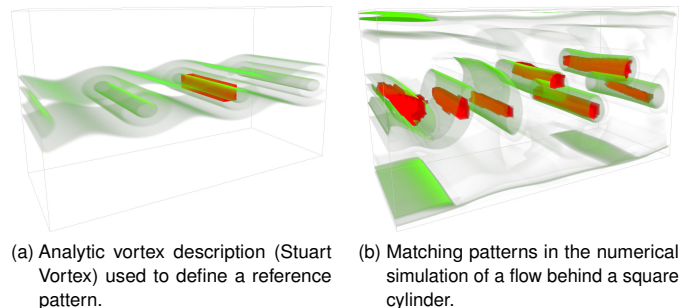 (a) Analytic vortex description (Stuart
Vortex) used to define a reference
pattern.
(b) Matching patterns in the numerical
simulation of a flow behind a square
cylinder.